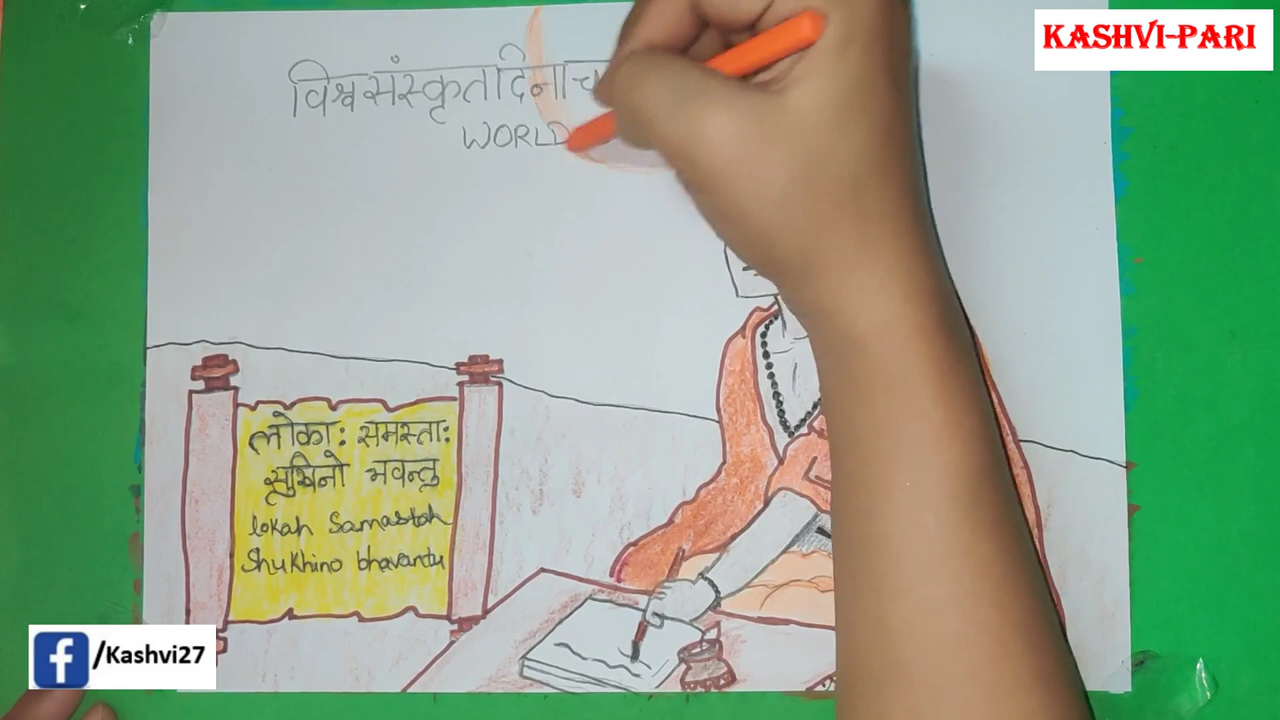 KASHVI-PARI
विश्वसंस्कृतदिनाच
WORLD
लोकाः समस्ताः
सुखिनो भवन्तु
lokah Samastah
Shukhino bhavantu
/Kashvi27